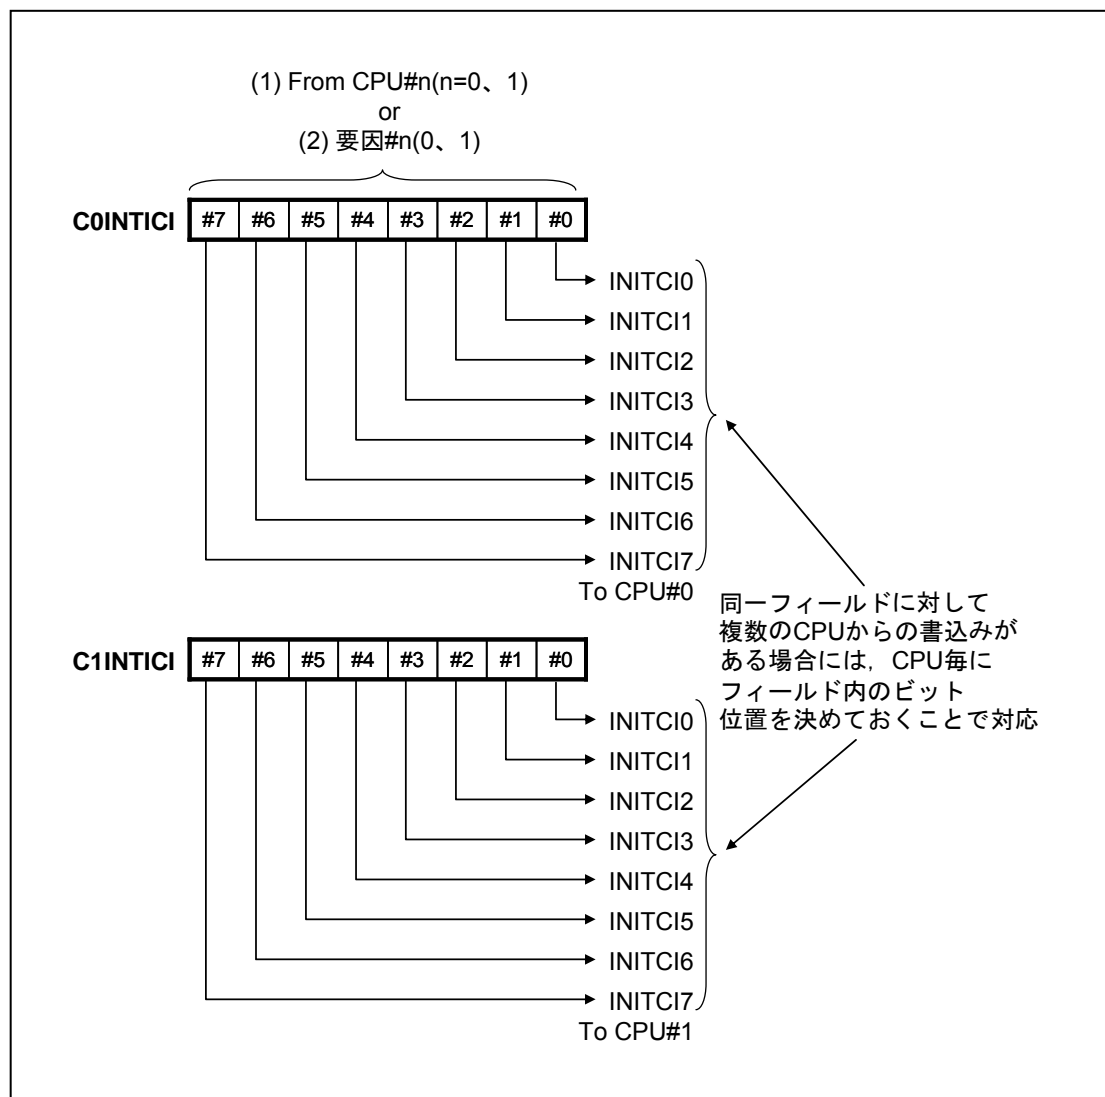 (1) From CPU#n(n=0、1)
or
(2) 要因#n(0、1)
C0INTICI #7 #6 #5 #4 #3 #2 #1 #0
INITCI0
INITCI1
INITCI2
INITCI3
INITCI4
INITCI5
INITCI6
INITCI7
To CPU#0
同一フィールドに対して
複数のCPUからの書込みが
ある場合には，CPU毎に
フィールド内のビット
位置を決めておくことで対応
C1INTICI #7 #6 #5 #4 #3 #2 #1 #0
INITCI0
INITCI1
INITCI2
INITCI3
INITCI4
INITCI5
INITCI6
INITCI7
To CPU#1